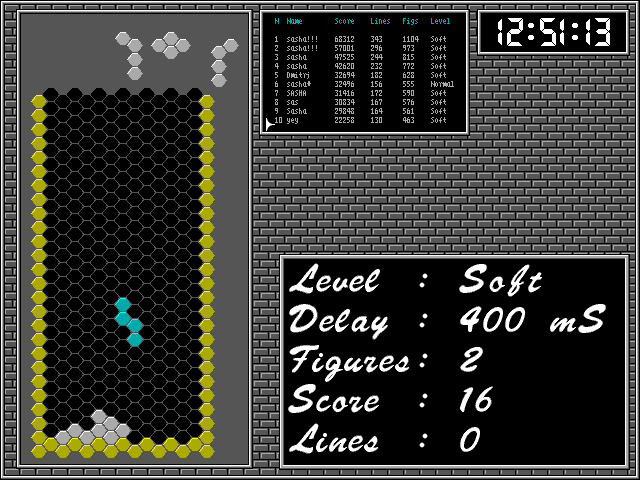 N Name Score Lines Figs Level
1 sasha!!! 68312 343 1104 Soft
2 sasha!!! 57001 296 973 Soft
3 sasha 47525 244 815 Soft
4 sasha 42620 232 772 Soft
5 Dmitrj 32694 182 628 Soft
6 sasha* 32496 156 555 Normal
7 SASHA 31416 172 590 Soft
8 sas 30834 167 576 Soft
9 Sasha 29848 164 561 Soft
10 yey 22258 130 463 Soft
12:51:13
Level : Soft
Delay : 400 mS
Figures: 2
Score : 16
Lines : 0